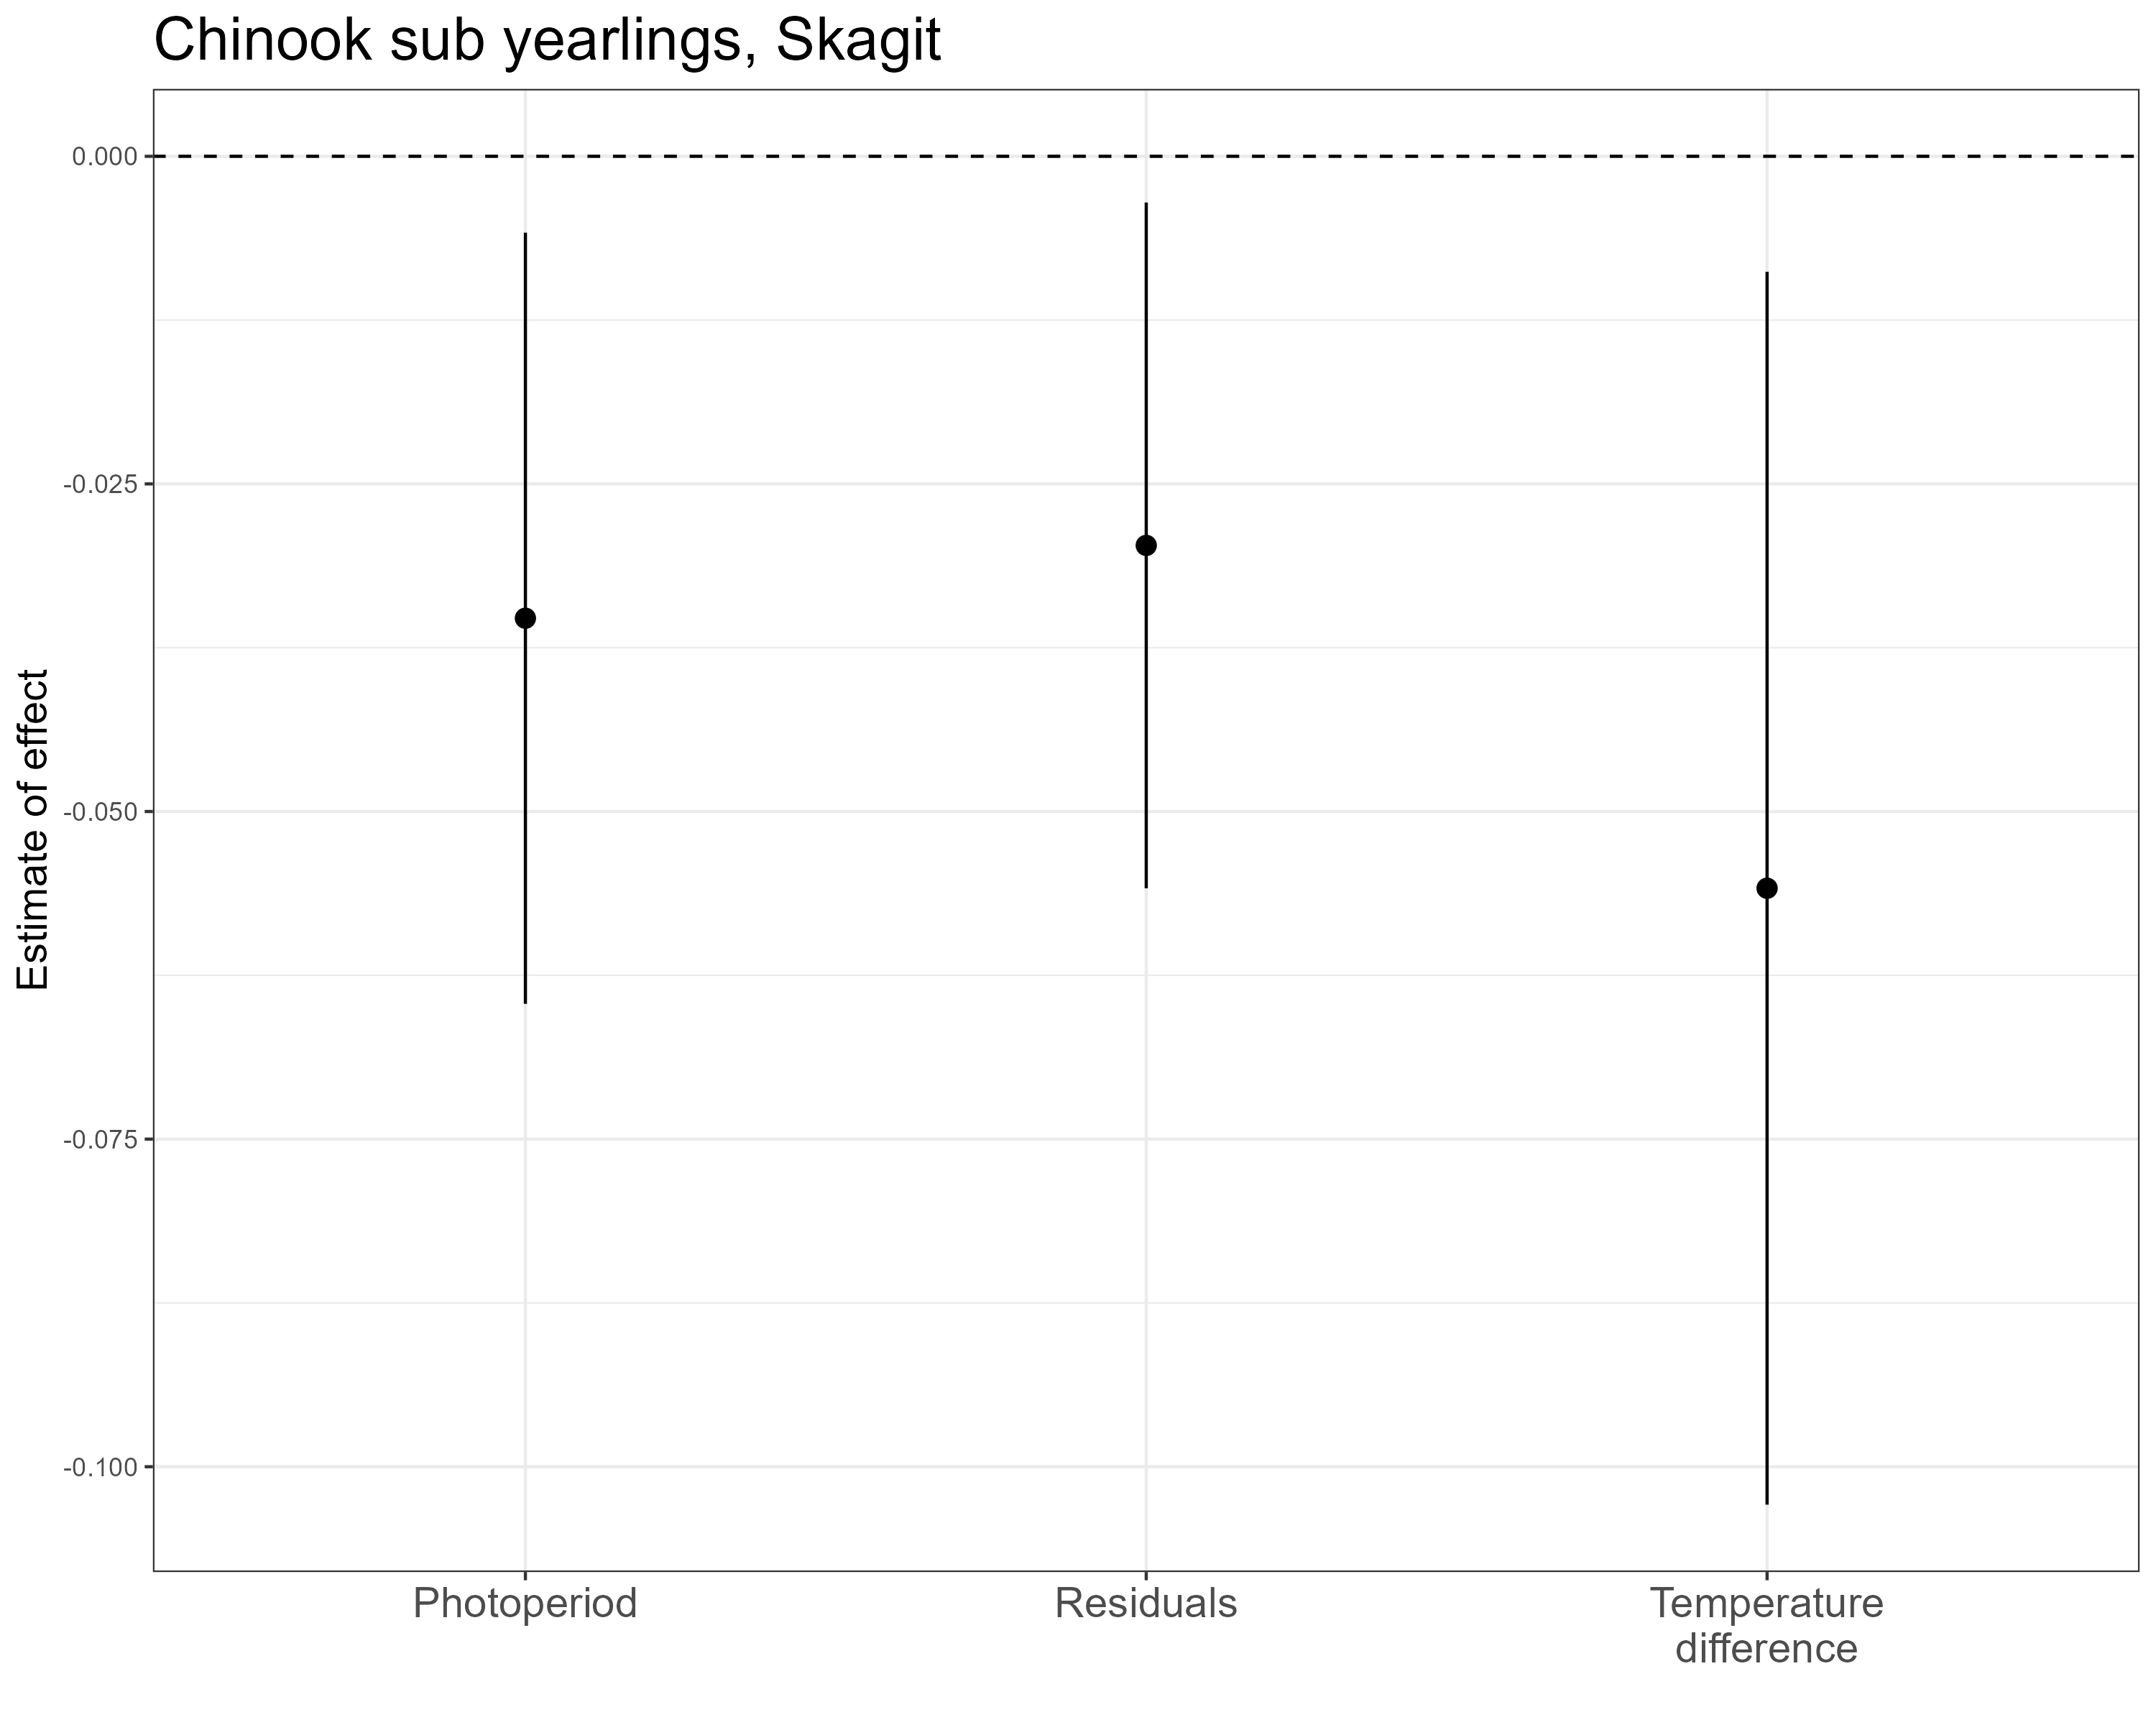 Chinook sub yearlings, Skagit
Estimate of effect
0.000
-0.025
-0.050
-0.075
-0.100
Photoperiod
Residuals
Temperature
difference